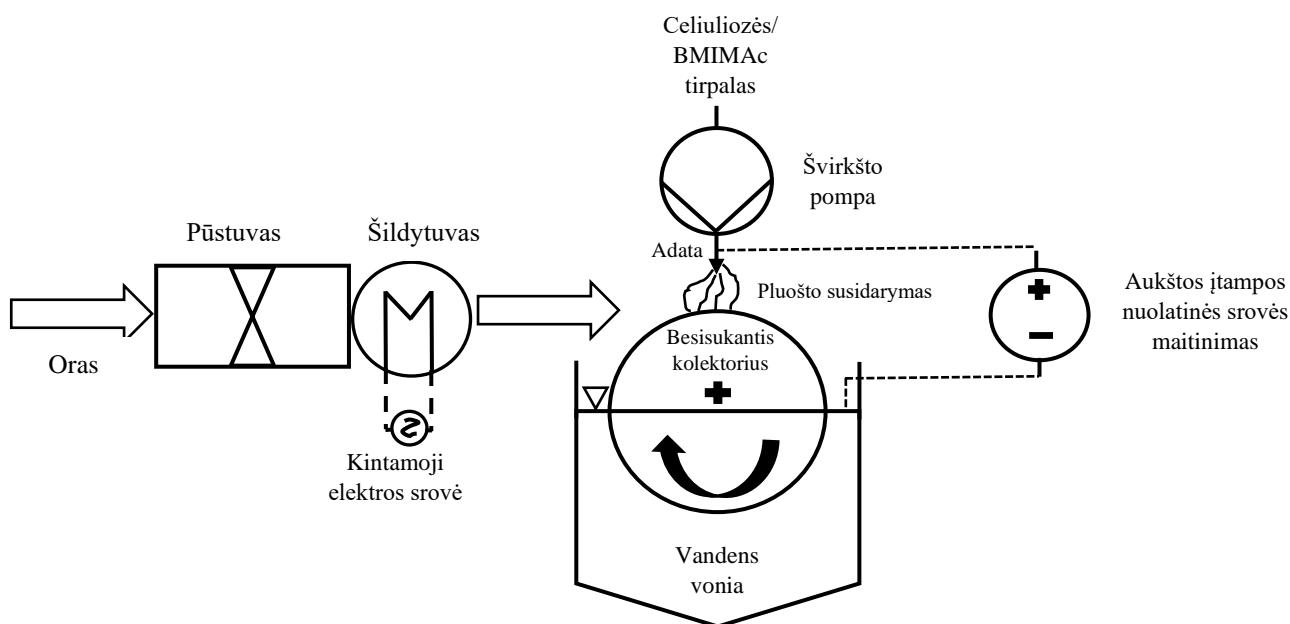 Celiuliozės/
BMIMAc
tirpalas
Švirkšto
pompa
Pūstuvas
Šildytuvas
Adata
Pluošto susidarymas
Aukštos įtampos
nuolatinės srovės
maitinimas
Oras
Besisukantis
kolektorius
Kintamoji
elektros srovė
Vandens
vonia